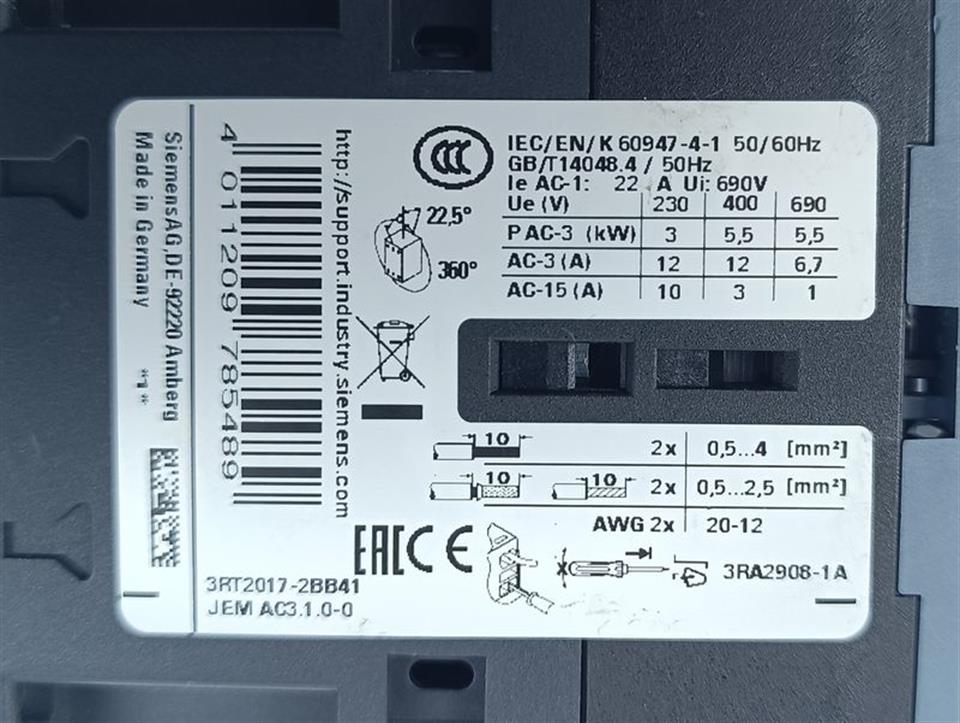 SiemensAG,DE-92220 Amberg
Made in Germany
*1*
4 011209 785489
http://support.industry.siemens.com
CCC
IEC/EN/K 60947-4-1 50/60Hz
GB/T14048.4 / 50Hz
Ie AC-1: 22 A Ui: 690V
Ue (V) 230 400 690
P AC-3 (kW) 3 5,5 5,5
AC-3 (A) 12 12 6,7
AC-15 (A) 10 3 1
22,5°
360°
10 2x 0,5...4 [mm²]
10 10 2x 0,5...2,5 [mm²]
AWG 2x 20-12
EAC CE
3RA2908-1A
3RT2017-2BB41
JEM AC3.1.0-0